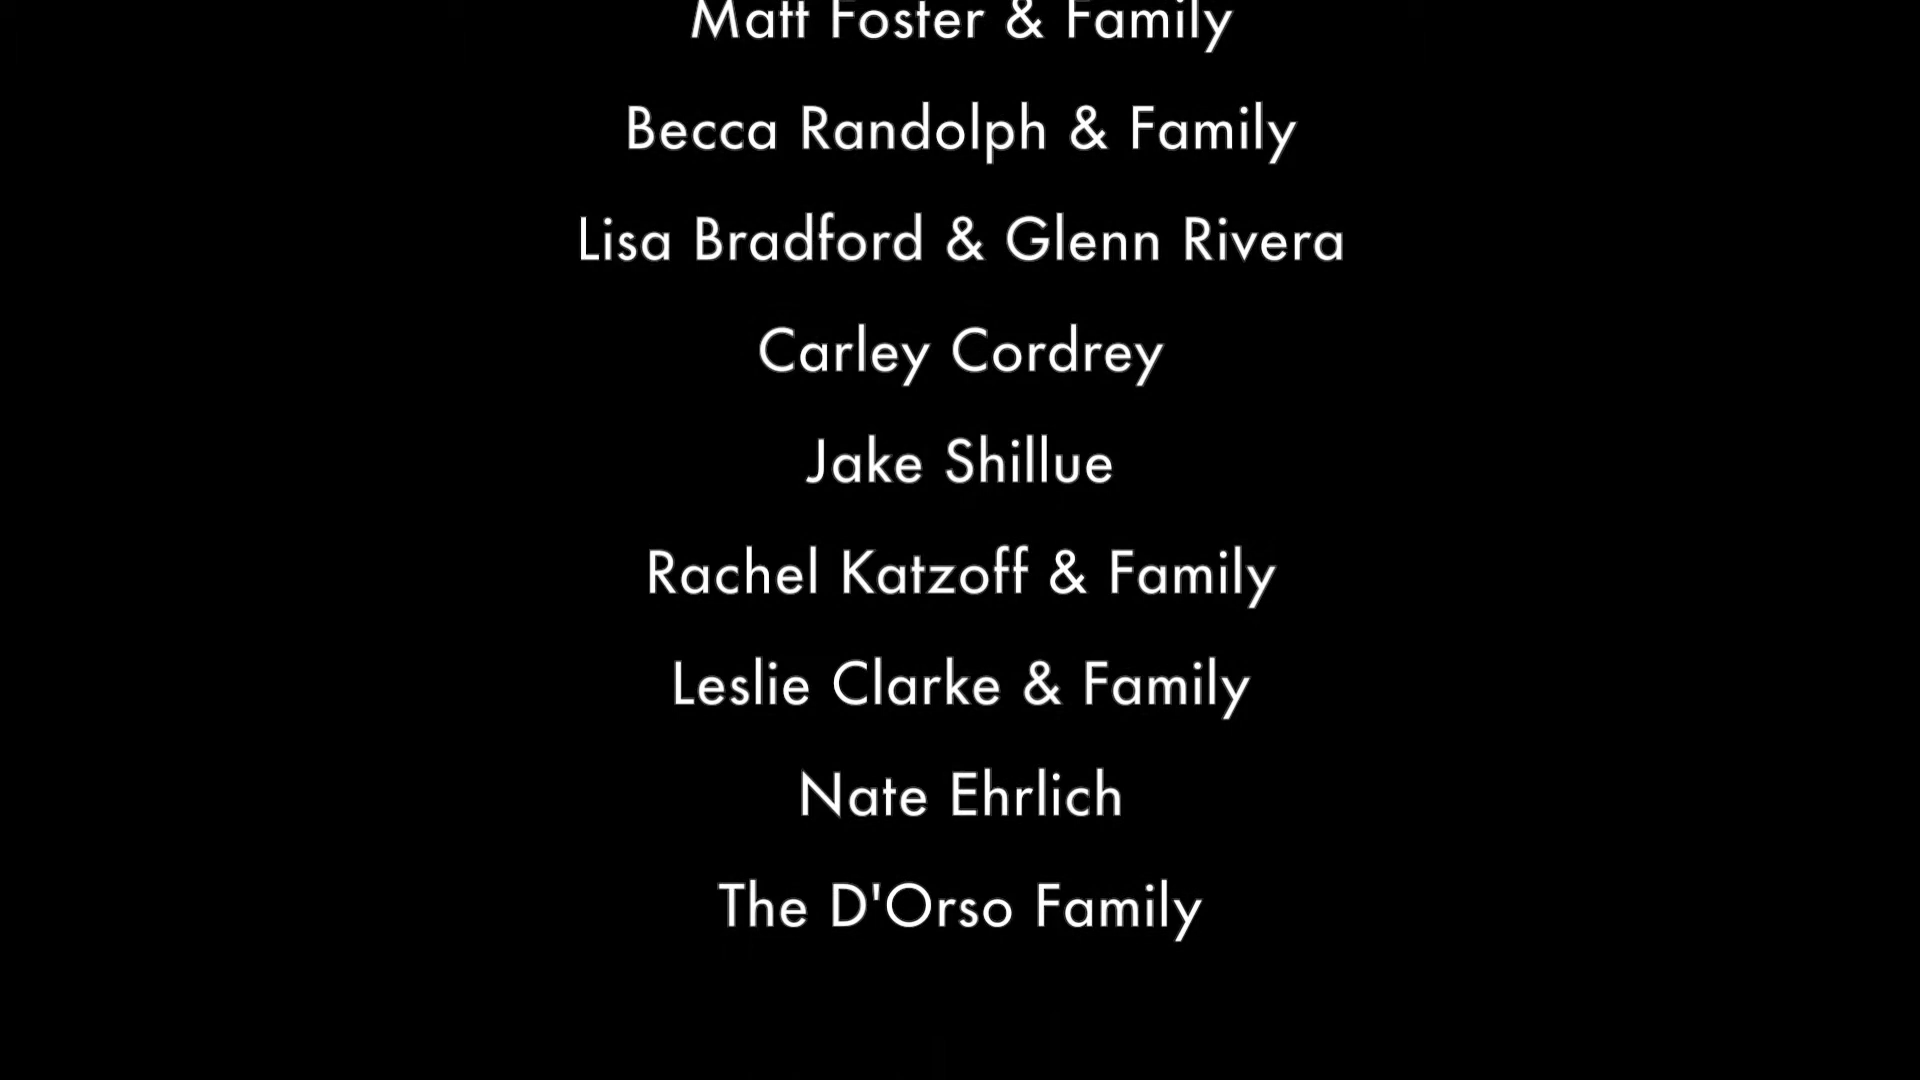 Matt Foster & Family
Becca Randolph & Family
Lisa Bradford & Glenn Rivera
Carley Cordrey
Jake Shillue
Rachel Katzoff & Family
Leslie Clarke & Family
Nate Ehrlich
The D'Orso Family